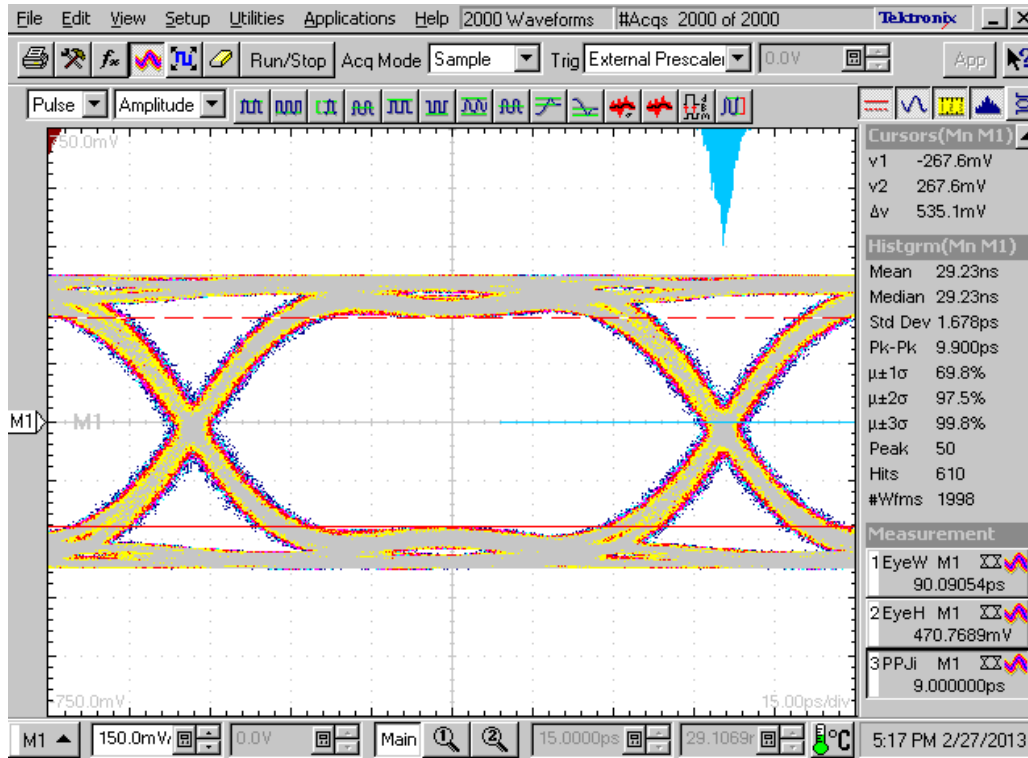 File Edit View Setup Utilities Applications Help 2000 Waveforms #Acqs 2000 of 2000 Tektronix
Run/Stop Acq Mode Sample Trig External Prescaler 0.0V App
Pulse Amplitude
50.0mV
M1
M1
-750.0mV
15.00ps/div
Cursors(Mn M1)
v1 -267.6mV
v2 267.6mV
Δv 535.1mV
Histgrm(Mn M1)
Mean 29.23ns
Median 29.23ns
Std Dev 1.678ps
Pk-Pk 9.900ps
μ±1σ 69.8%
μ±2σ 97.5%
μ±3σ 99.8%
Peak 50
Hits 610
#Wfms 1998
Measurement
1 EyeW M1
90.09054ps
2 EyeH M1
470.7689mV
3 PPJi M1
9.000000ps
M1 150.0mV/ 0.0V Main 1 2 15.0000ps 29.1069r °C 5:17 PM 2/27/2013